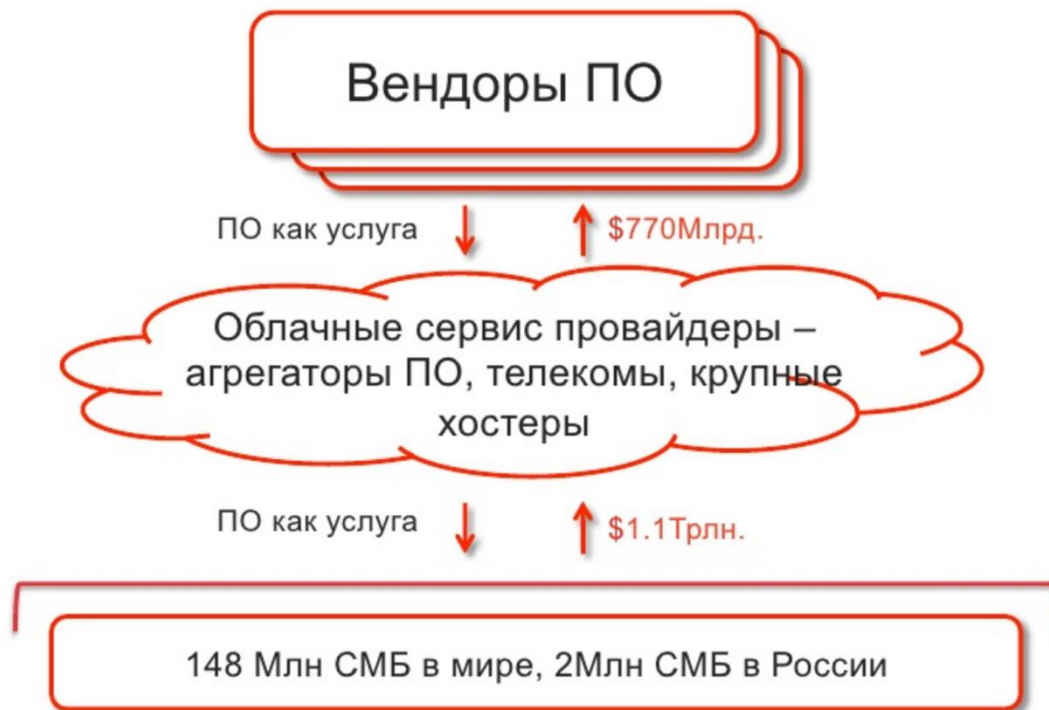 Вендоры ПО
ПО как услуга
$770Млрд.
Облачные сервис провайдеры –
агрегаторы ПО, телекомы, крупные
хостеры
ПО как услуга
$1.1Трлн.
148 Млн СМБ в мире, 2Млн СМБ в России